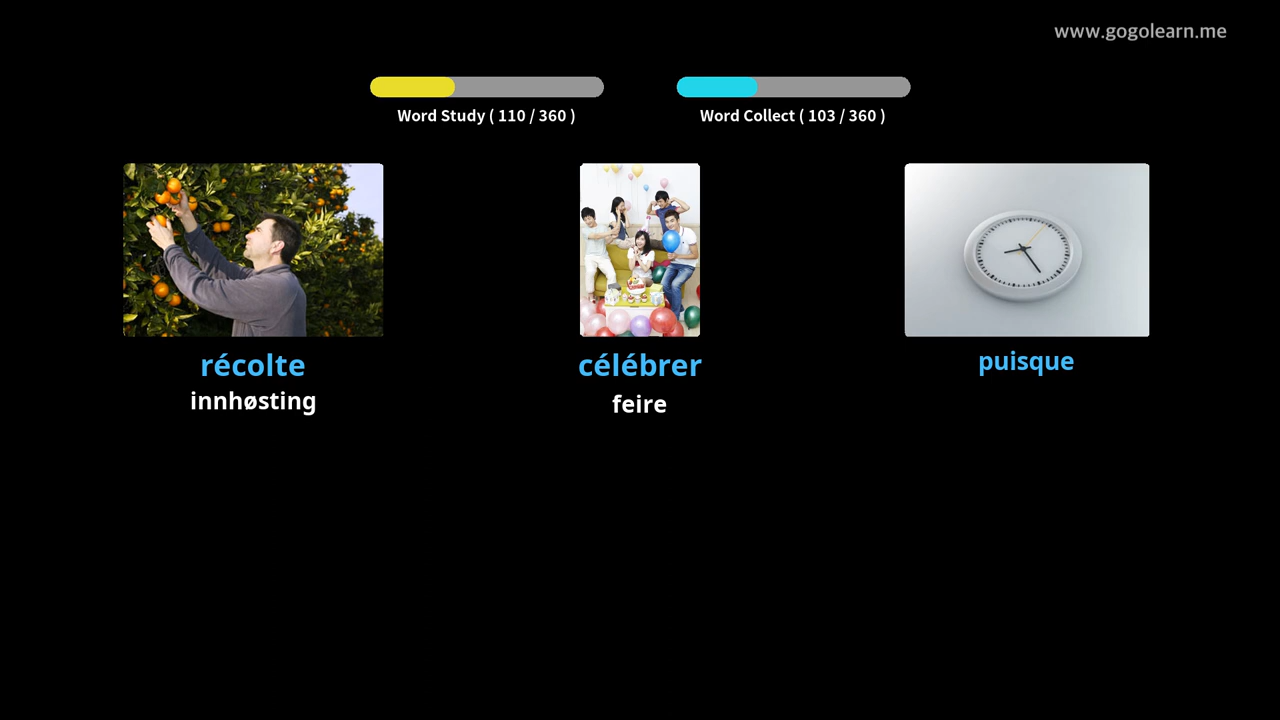 www.gogolearn.me
Word Study ( 110 / 360 )
Word Collect ( 103 / 360 )
récolte
innhøsting
célébrer
feire
puisque